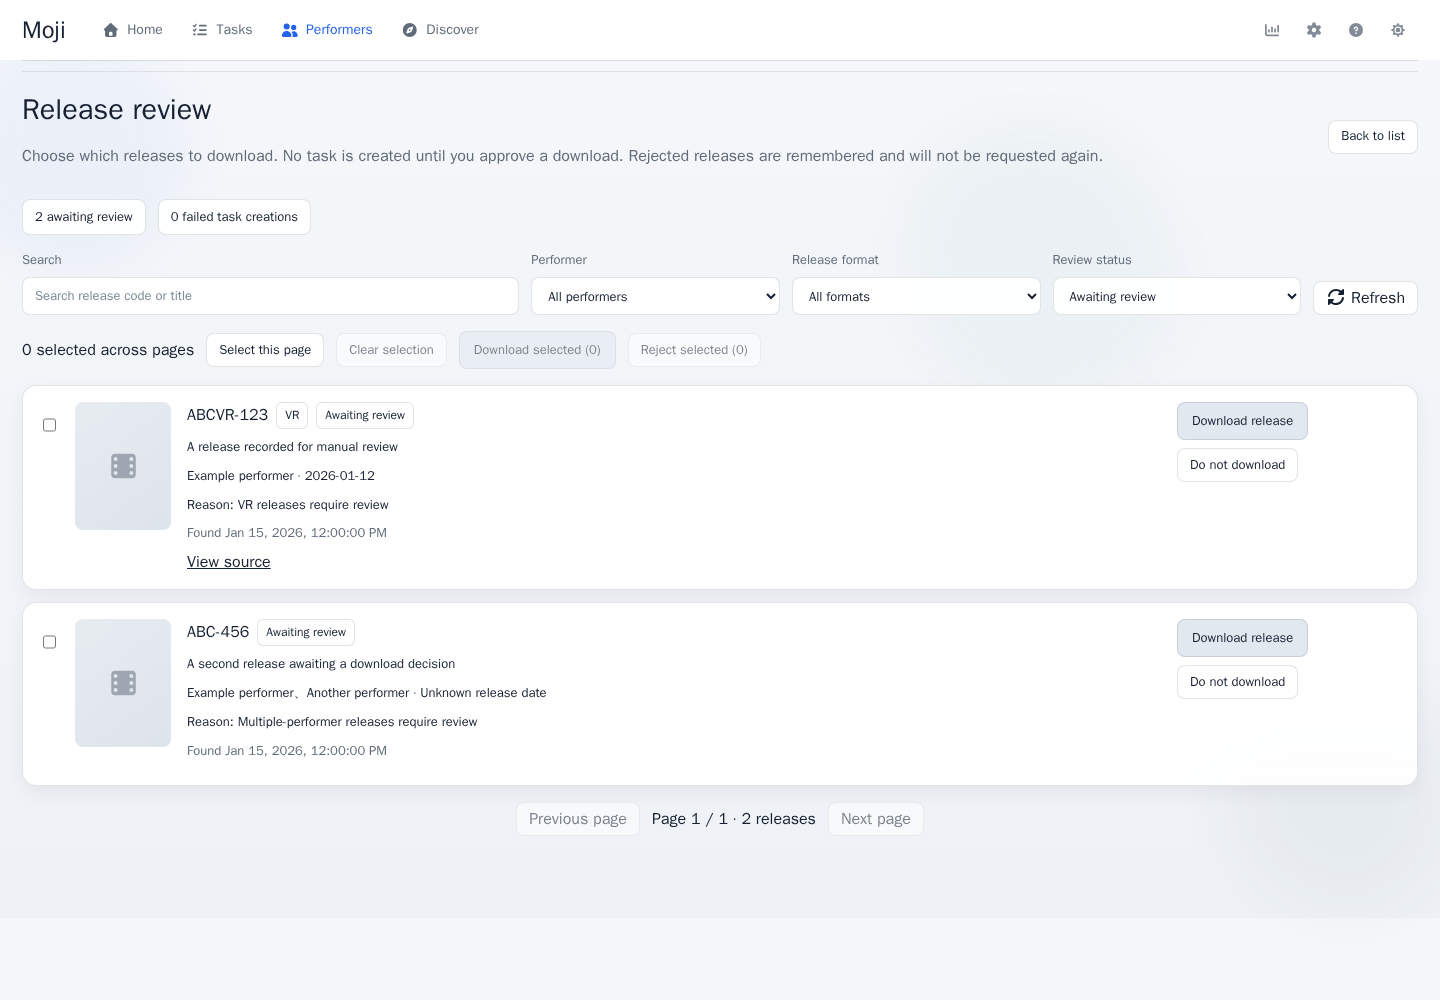 Moji
Home
Tasks
Performers
Discover
Release review
Back to list
Choose which releases to download. No task is created until you approve a download. Rejected releases are remembered and will not be requested again.
2 awaiting review
0 failed task creations
Search
Performer
Release format
Review status
Search release code or title
All performers
All formats
Awaiting review
Refresh
0 selected across pages
Select this page
Clear selection
Download selected (0)
Reject selected (0)
ABCVR-123
VR
Awaiting review
Download release
A release recorded for manual review
Do not download
Example performer · 2026-01-12
Reason: VR releases require review
Found Jan 15, 2026, 12:00:00 PM
View source
ABC-456
Awaiting review
Download release
A second release awaiting a download decision
Do not download
Example performer、Another performer · Unknown release date
Reason: Multiple-performer releases require review
Found Jan 15, 2026, 12:00:00 PM
Previous page
Page 1 / 1 · 2 releases
Next page